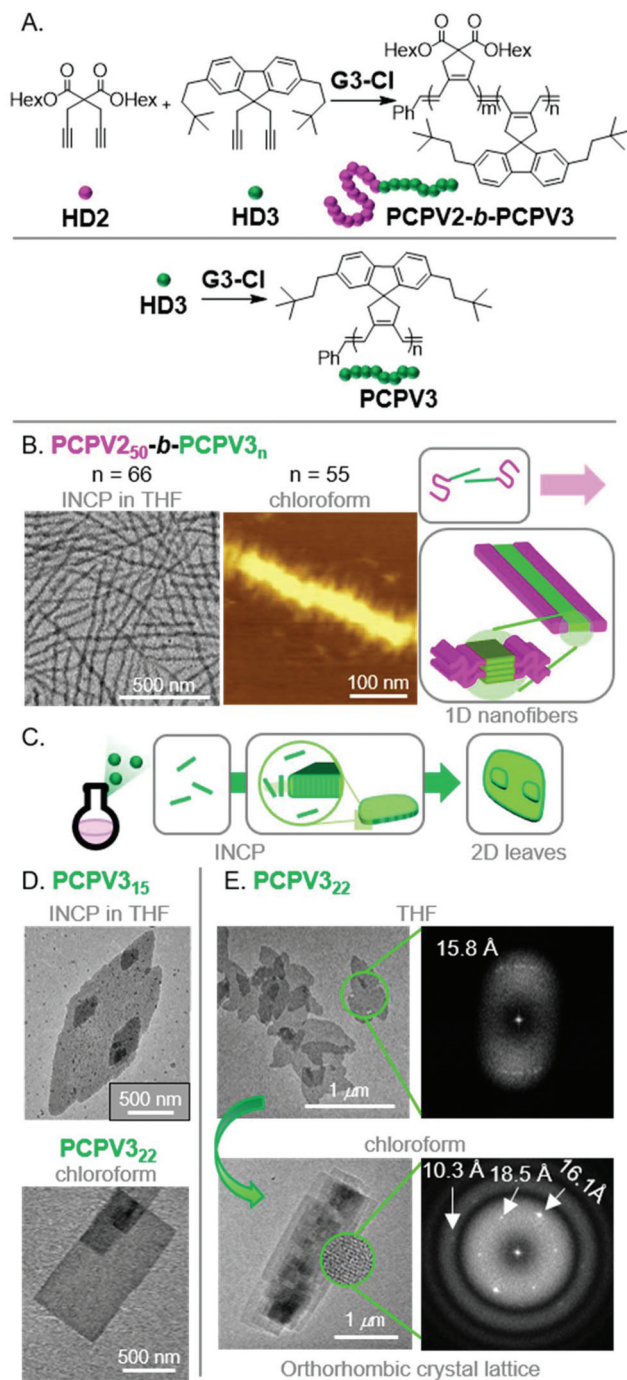 A.
O O
HexO OHex
+
G3-Cl
O O
HexO OHex
Ph
m
n
HD2
HD3
PCPV2-b-PCPV3
HD3
G3-Cl
Ph
n
PCPV3
B. PCPV2₅₀-b-PCPV3ₙ
n = 66
INCP in THF
n = 55
chloroform
500 nm
100 nm
1D nanofibers
C.
INCP
2D leaves
D. PCPV3₁₅
INCP in THF
500 nm
PCPV3₂₂
chloroform
500 nm
E. PCPV3₂₂
THF
15.8 Å
1 μm
chloroform
10.3 Å 18.5 Å 16.1Å
1 μm
Orthorhombic crystal lattice